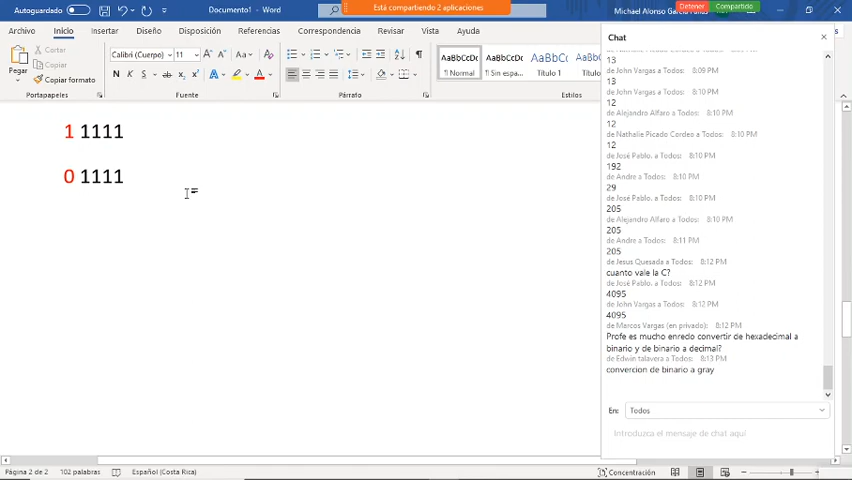 Autoguardado
Documento1 - Word
Está compartiendo 2 aplicaciones
Michael Alonso García
Detener
Compartido
Archivo Inicio Insertar Diseño Disposición Referencias Correspondencia Revisar Vista Ayuda
Pegar
Cortar
Copiar
Copiar formato
Portapapeles
Calibri (Cuerpo) 11
N K S
Fuente
Párrafo
AaBbCcDc AaBbCcDc AaBbCc AaBbCcD
¶ Normal ¶ Sin espa... Título 1
Estilos
1 1111
0 1111
Chat
13
de John Vargas a Todos: 8:09 PM
13
de John Vargas a Todos: 8:10 PM
12
de Alejandro Alfaro a Todos: 8:10 PM
12
de Nathalie Picado Cordeo a Todos: 8:10 PM
12
de José Pablo. a Todos: 8:10 PM
192
de Andre a Todos: 8:10 PM
29
de José Pablo. a Todos: 8:10 PM
205
de Alejandro Alfaro a Todos: 8:10 PM
205
de Andre a Todos: 8:11 PM
205
de Jesus Quesada a Todos: 8:12 PM
cuanto vale la C?
de José Pablo. a Todos: 8:12 PM
4095
de John Vargas a Todos: 8:12 PM
4095
de Marcos Vargas (en privado): 8:12 PM
Profe es mucho enredo convertir de hexadecimal a
binario y de binario a decimal?
de Edwin talavera a Todos: 8:13 PM
convercion de binario a gray
En: Todos
Introduzca el mensaje de chat aquí
Página 2 de 2 102 palabras Español (Costa Rica) Concentración